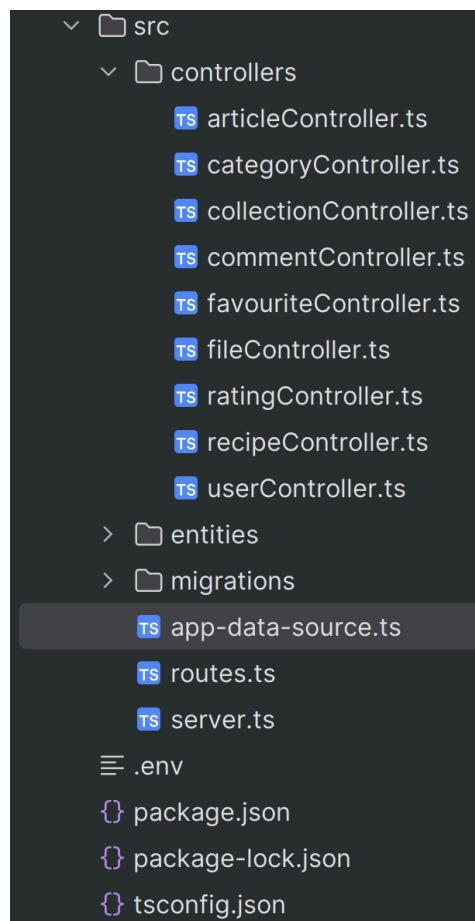 src
controllers
TS articleController.ts
TS categoryController.ts
TS collectionController.ts
TS commentController.ts
TS favouriteController.ts
TS fileController.ts
TS ratingController.ts
TS recipeController.ts
TS userController.ts
entities
migrations
TS app-data-source.ts
TS routes.ts
TS server.ts
.env
{} package.json
{} package-lock.json
{} tsconfig.json